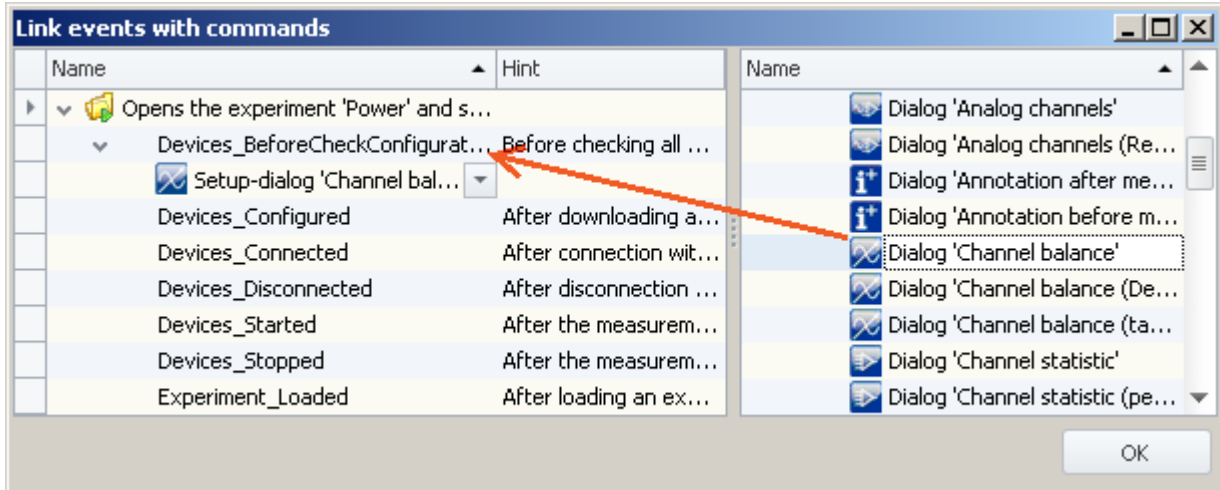 Link events with commands
Name Hint
Opens the experiment 'Power' and s...
Devices_BeforeCheckConfigurat... Before checking all ...
Setup-dialog 'Channel bal...
Devices_Configured After downloading a...
Devices_Connected After connection wit...
Devices_Disconnected After disconnection ...
Devices_Started After the measurem...
Devices_Stopped After the measurem...
Experiment_Loaded After loading an ex...
Name
Dialog 'Analog channels'
Dialog 'Analog channels (Re...
Dialog 'Annotation after me...
Dialog 'Annotation before m...
Dialog 'Channel balance'
Dialog 'Channel balance (De...
Dialog 'Channel balance (ta...
Dialog 'Channel statistic'
Dialog 'Channel statistic (pe...
OK